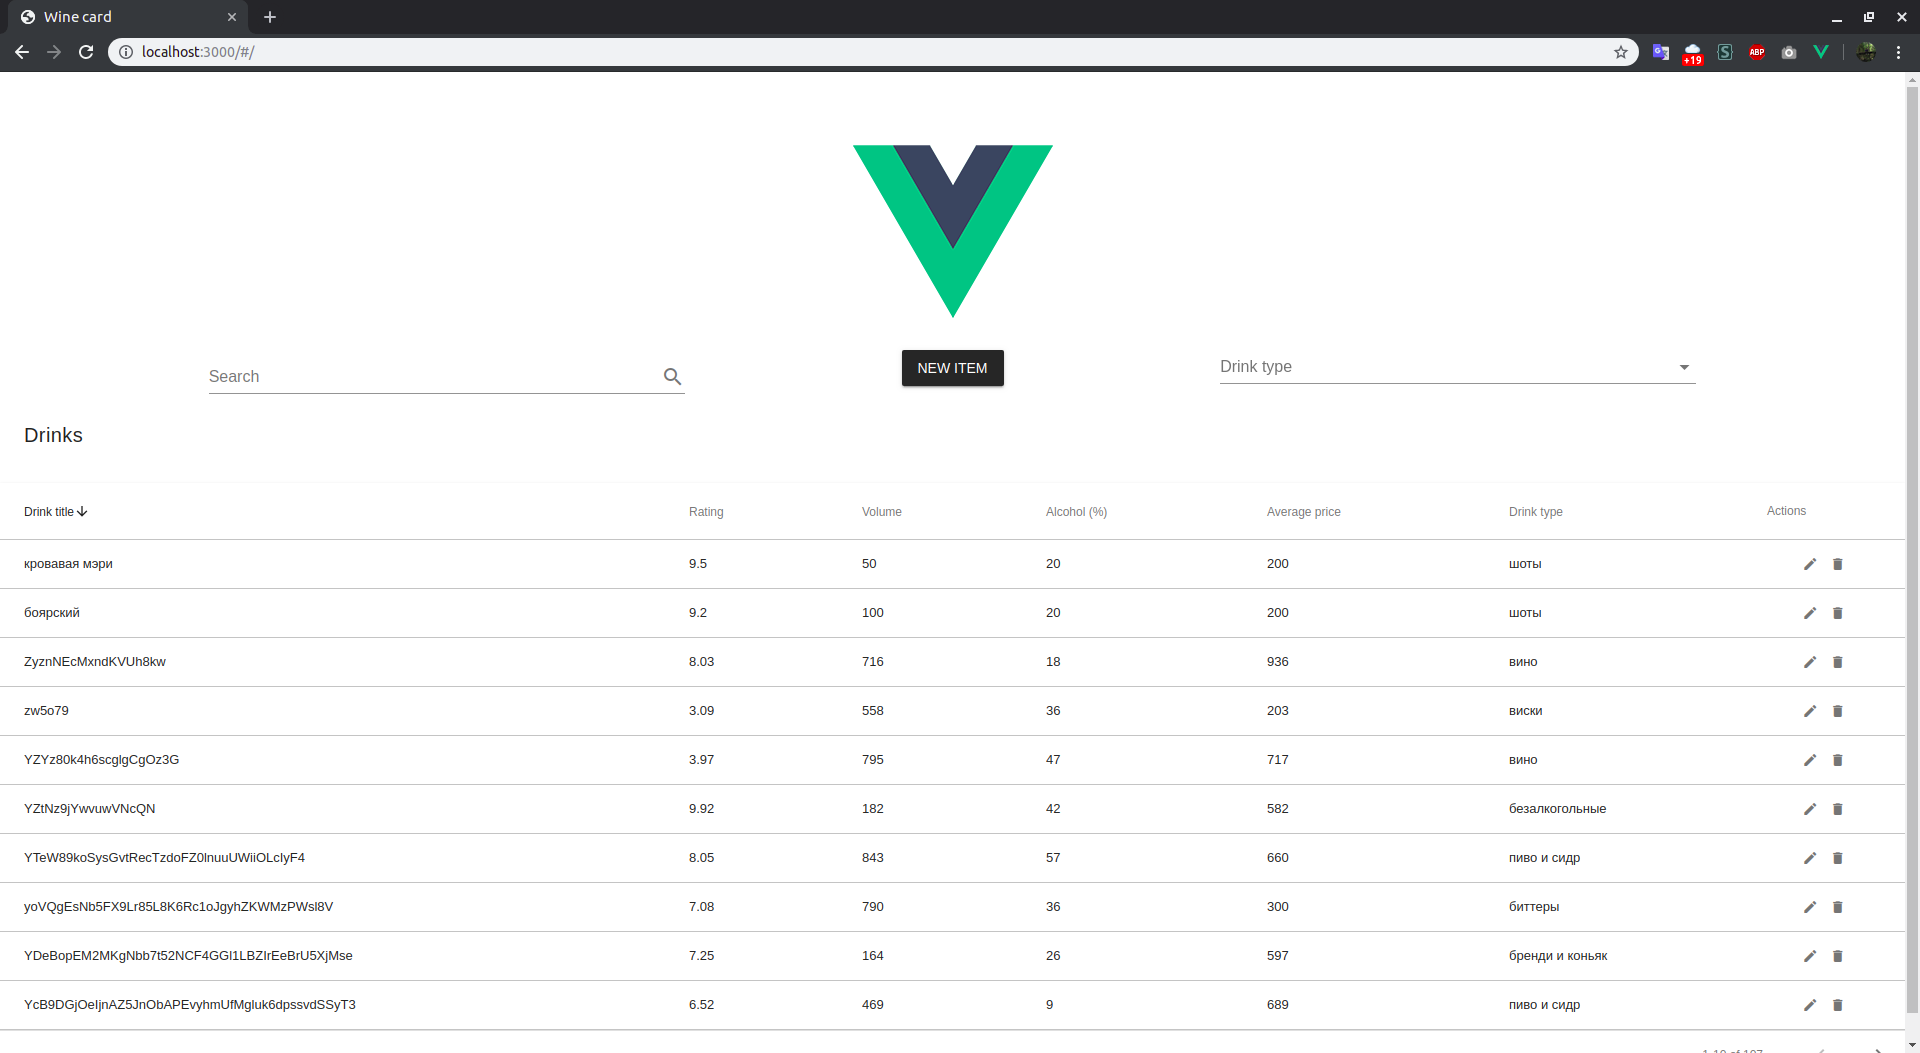 Wine card
localhost:3000/#/
+19
ABP
Search
NEW ITEM
Drink type
Drinks
Drink title Rating Volume Alcohol (%) Average price Drink type Actions
кровавая мэри 9.5 50 20 200 шоты
боярский 9.2 100 20 200 шоты
ZyznNEcMxndKVUh8kw 8.03 716 18 936 вино
zw5o79 3.09 558 36 203 виски
YZYz80k4h6scglgCgOz3G 3.97 795 47 717 вино
YZtNz9jYwvuwVNcQN 9.92 182 42 582 безалкогольные
YTeW89koSysGvtRecTzdoFZ0lnuuUWiiOLcIyF4 8.05 843 57 660 пиво и сидр
yoVQgEsNb5FX9Lr85L8K6Rc1oJgyhZKWMzPWsl8V 7.08 790 36 300 биттеры
YDeBopEM2MKgNbb7t52NCF4GGl1LBZIrEeBrU5XjMse 7.25 164 26 597 бренди и коньяк
YcB9DGjOeIjnAZ5JnObAPEvyhmUfMgluk6dpssvdSSyT3 6.52 469 9 689 пиво и сидр